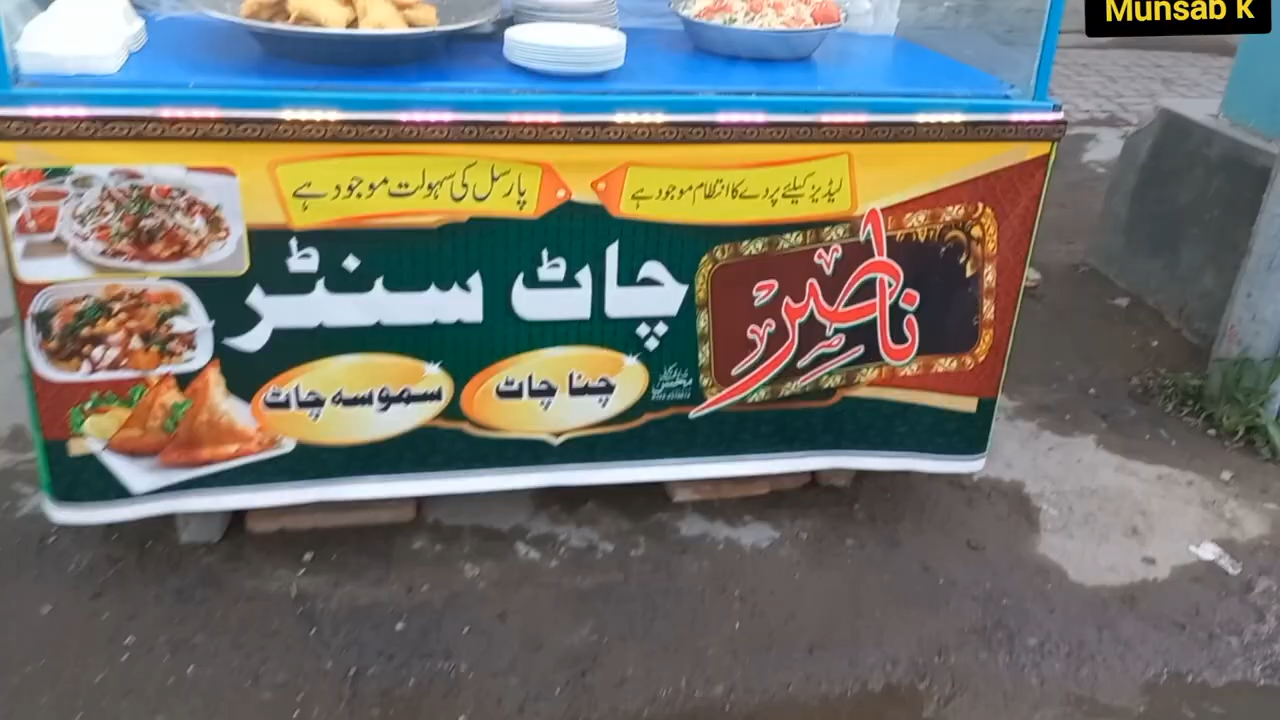 Munsab K
لیڈیز کیلئے پردے کا انتظام موجود ہے
پارسل کی سہولت موجود ہے
ناصر چاٹ سنٹر
چنا چاٹ
سموسہ چاٹ